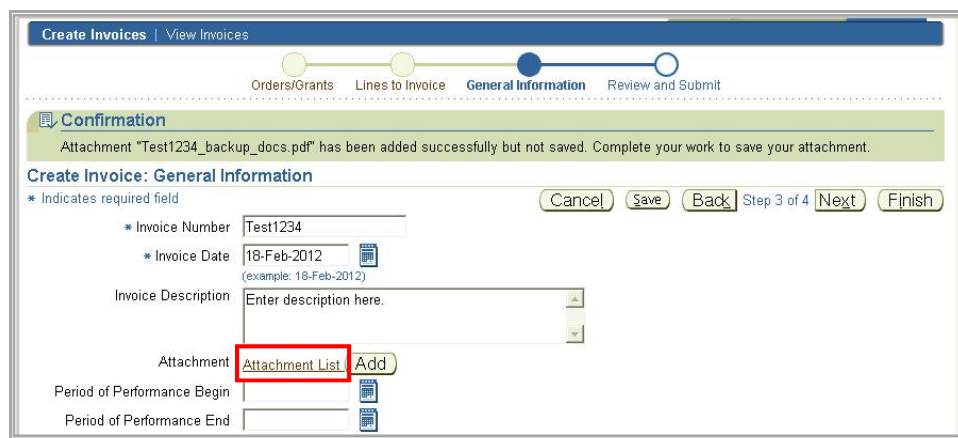 Create Invoices | View Invoices
Orders/Grants Lines to Invoice General Information Review and Submit
Confirmation
Attachment "Test1234_backup_docs.pdf" has been added successfully but not saved. Complete your work to save your attachment.
Create Invoice: General Information
* Indicates required field Cancel Save Back Step 3 of 4 Next Finish
* Invoice Number Test1234
* Invoice Date 18-Feb-2012
(example: 18-Feb-2012)
Invoice Description Enter description here.
Attachment Attachment List Add
Period of Performance Begin
Period of Performance End